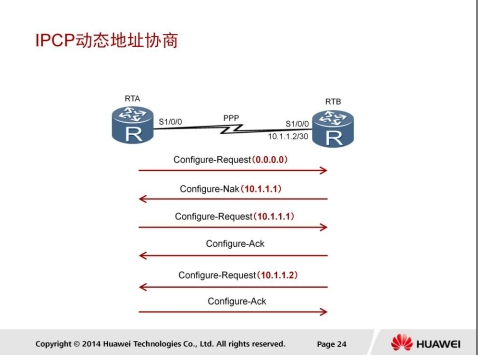 IPCP动态地址协商
RTA
RTB
S1/0/0
PPP
S1/0/0
10.1.1.2/30
R
R
Configure-Request(0.0.0.0)
Configure-Nak(10.1.1.1)
Configure-Request(10.1.1.1)
Configure-Ack
Configure-Request(10.1.1.2)
Configure-Ack
Copyright © 2014 Huawei Technologies Co., Ltd. All rights reserved.
Page 24
HUAWEI